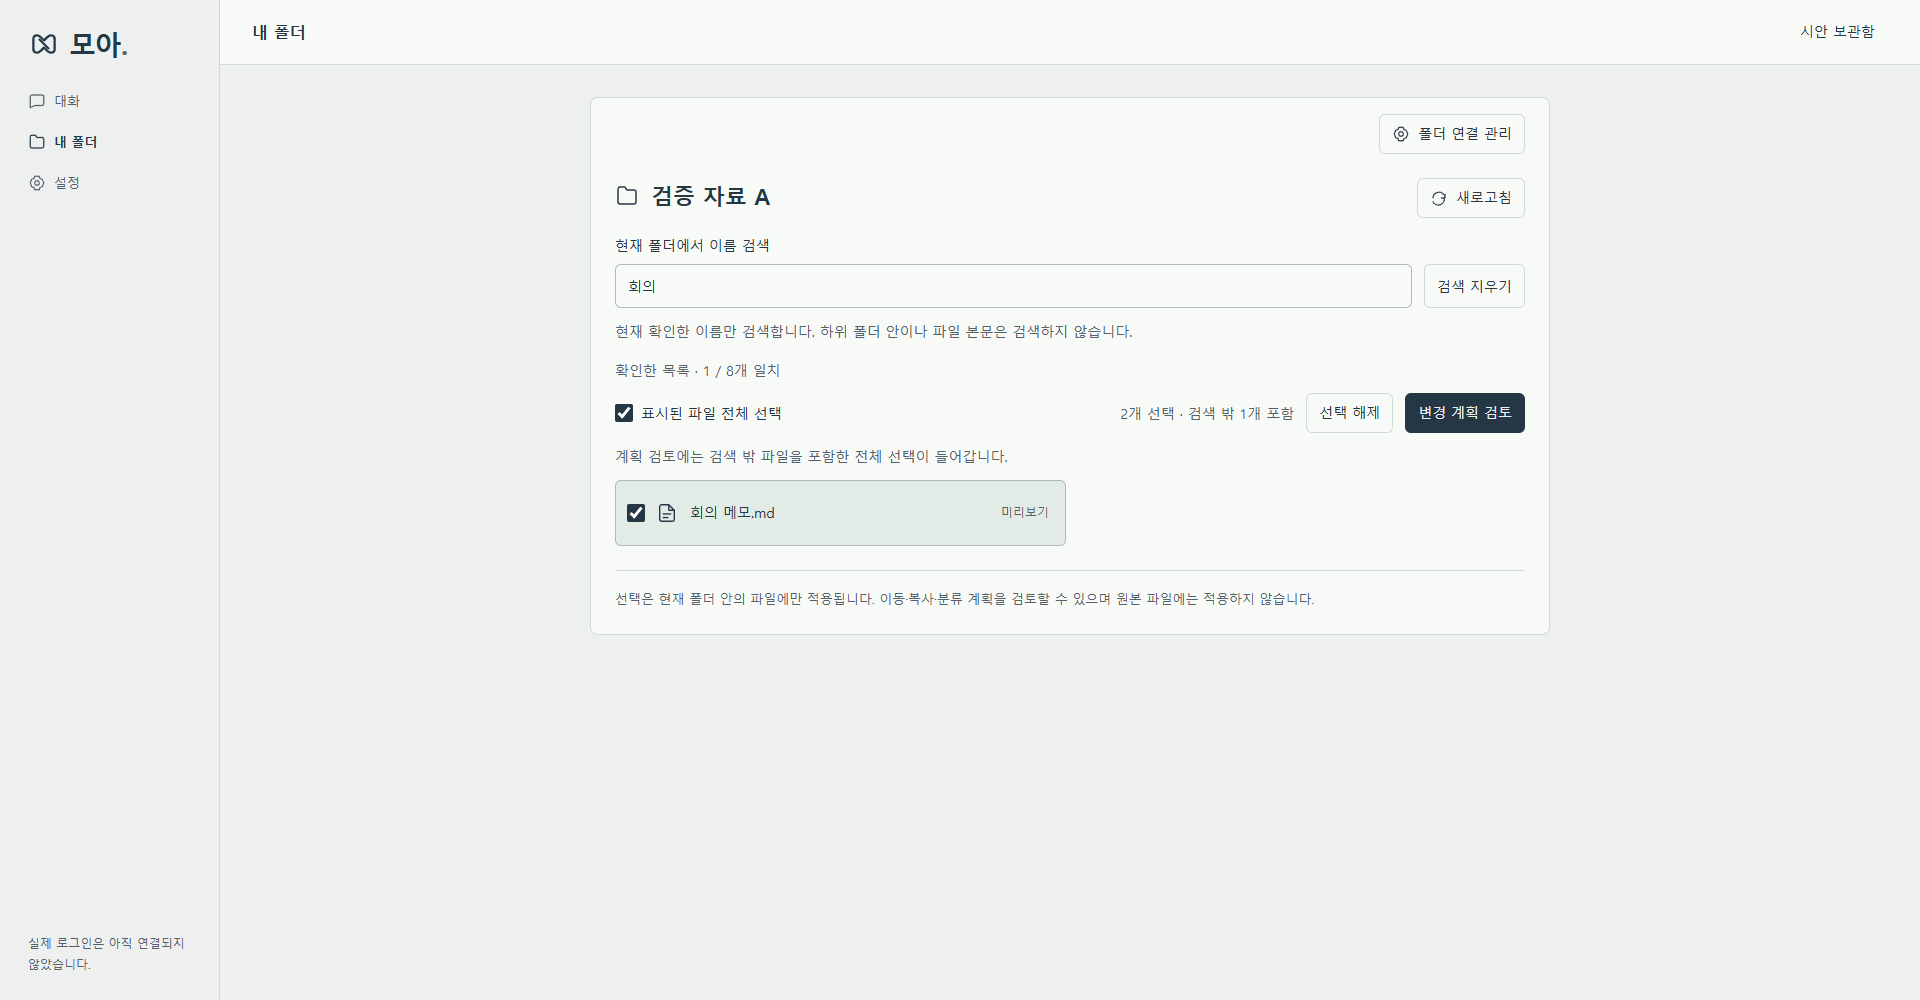 모아.
대화
내 폴더
설정
실제 로그인은 아직 연결되지
않았습니다.
내 폴더
시안 보관함
폴더 연결 관리
검증 자료 A
새로고침
현재 폴더에서 이름 검색
회의
검색 지우기
현재 확인한 이름만 검색합니다. 하위 폴더 안이나 파일 본문은 검색하지 않습니다.
확인한 목록 · 1 / 8개 일치
표시된 파일 전체 선택
2개 선택 · 검색 밖 1개 포함
선택 해제
변경 계획 검토
계획 검토에는 검색 밖 파일을 포함한 전체 선택이 들어갑니다.
회의 메모.md
미리보기
선택은 현재 폴더 안의 파일에만 적용됩니다. 이동·복사·분류 계획을 검토할 수 있으며 원본 파일에는 적용하지 않습니다.